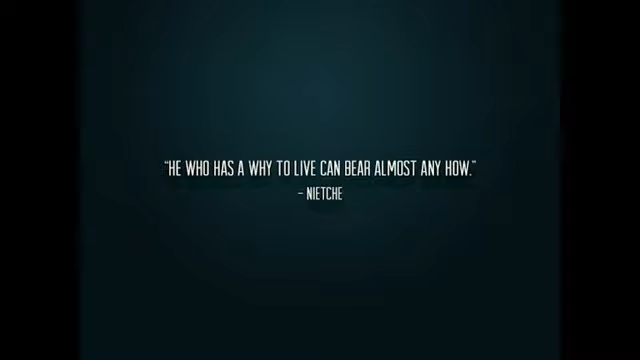 “HE WHO HAS A WHY TO LIVE CAN BEAR ALMOST ANY HOW.”
– NIETCHE